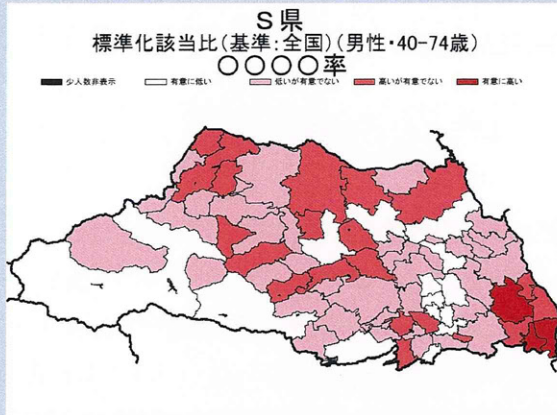 S県
標準化該当比(基準:全国)(男性・40-74歳)
○○○○率
少人数非表示 有意に低い 低いが有意でない 高いが有意でない 有意に高い